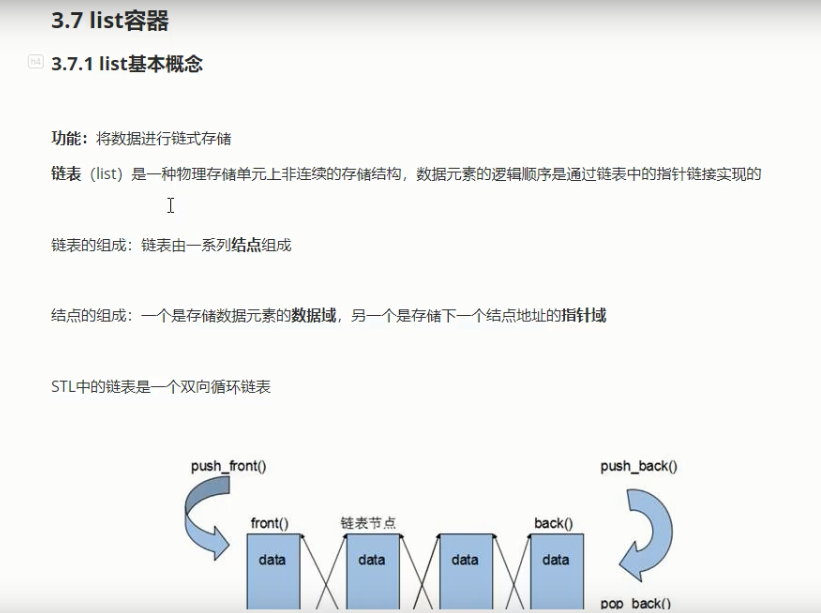 3.7 list容器
3.7.1 list基本概念
功能：将数据进行链式存储
链表（list）是一种物理存储单元上非连续的存储结构，数据元素的逻辑顺序是通过链表中的指针链接实现的
链表的组成：链表由一系列结点组成
结点的组成：一个是存储数据元素的数据域，另一个是存储下一个结点地址的指针域
STL中的链表是一个双向循环链表
push_front() push_back()
front() 链表节点 back()
data data data data
pop_back()